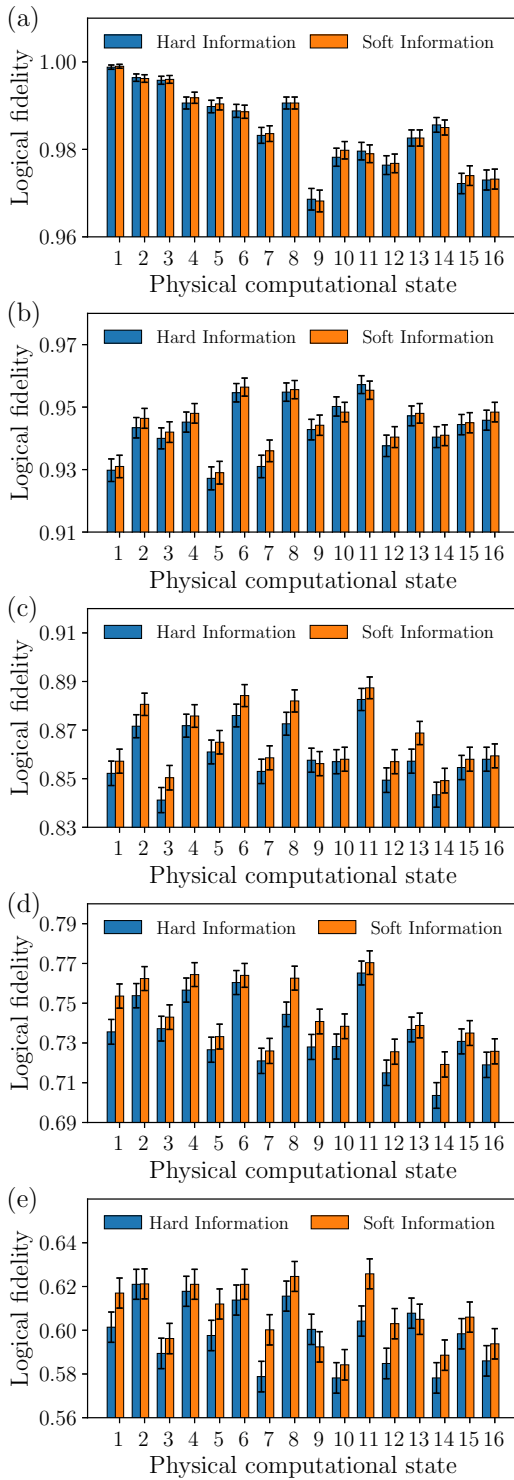 (a)
Hard Information Soft Information
1.00
0.98
0.96
Logical fidelity
1 2 3 4 5 6 7 8 9 10 11 12 13 14 15 16
Physical computational state
(b)
Hard Information Soft Information
0.97
0.95
0.93
0.91
Logical fidelity
1 2 3 4 5 6 7 8 9 10 11 12 13 14 15 16
Physical computational state
(c)
Hard Information Soft Information
0.91
0.89
0.87
0.85
0.83
Logical fidelity
1 2 3 4 5 6 7 8 9 10 11 12 13 14 15 16
Physical computational state
(d)
Hard Information Soft Information
0.79
0.77
0.75
0.73
0.71
0.69
Logical fidelity
1 2 3 4 5 6 7 8 9 10 11 12 13 14 15 16
Physical computational state
(e)
Hard Information Soft Information
0.64
0.62
0.60
0.58
0.56
Logical fidelity
1 2 3 4 5 6 7 8 9 10 11 12 13 14 15 16
Physical computational state